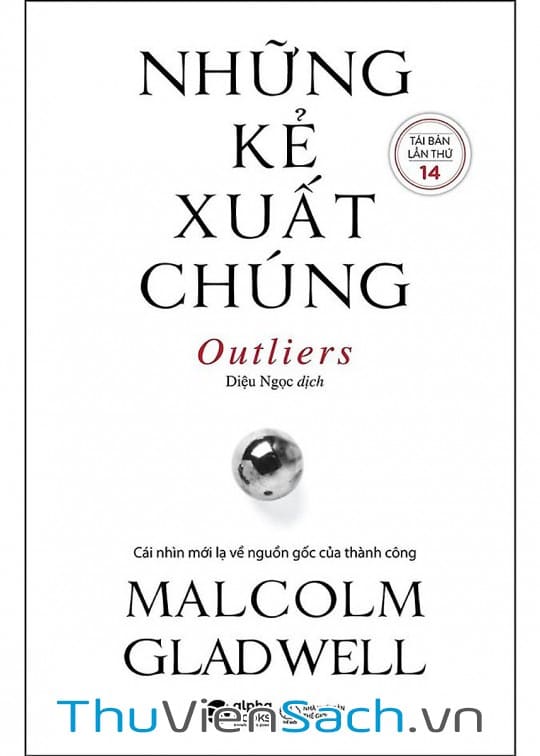 NHỮNG
KẺ
XUẤT
CHÚNG
TÁI BẢN
LẦN THỨ
14
Outliers
Diệu Ngọc dịch
Cái nhìn mới lạ về nguồn gốc của thành công
MALCOLM
GLADWELL
alpha
ThuVienSach.vn